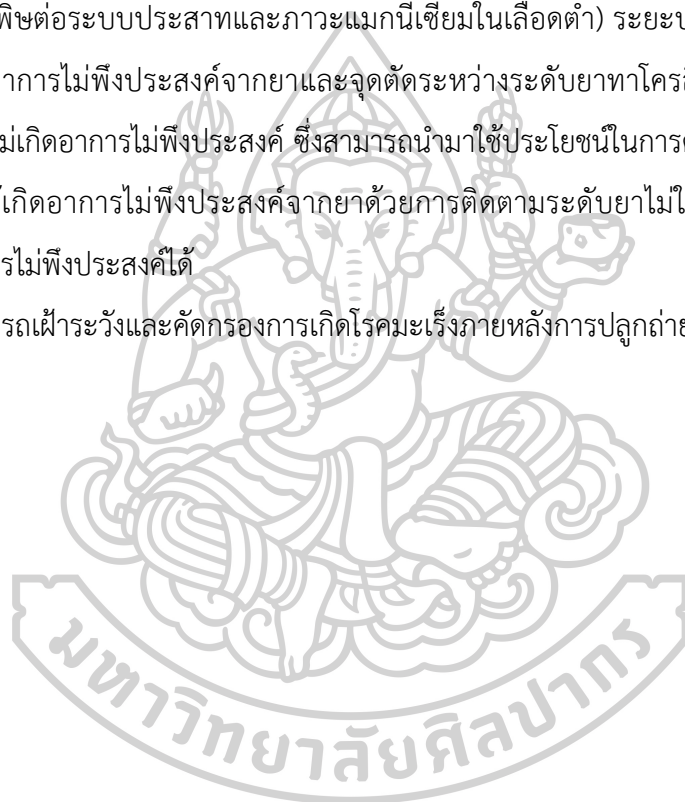 พิษต่อระบบประสาทและภาวะแมกนีเซียมในเลือดต่ำ) ระยะ
าการไม่พึงประสงค์จากยาและจุดตัดระหว่างระดับยาทาโคร
ม่เกิดอาการไม่พึงประสงค์ ซึ่งสามารถนำมาใช้ประโยชน์ในการ
เกิดอาการไม่พึงประสงค์จากยาด้วยการติดตามระดับยาไม่ใ
รไม่พึงประสงค์ได้
รถเฝ้าระวังและคัดกรองการเกิดโรคมะเร็งภายหลังการปลูกถ่าย
มหาวิทยาลัยศิลปากร